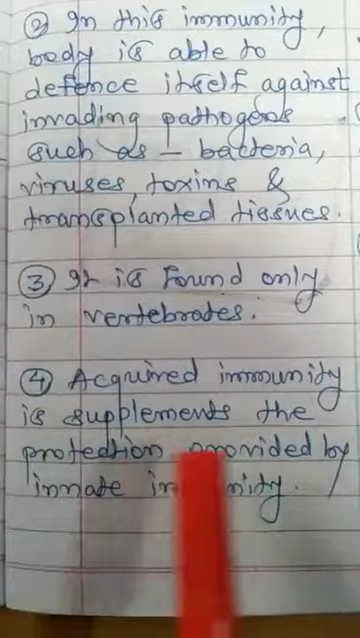 ② In this immunity,
body is able to
defence itself against
invading pathogens
such as – bacteria,
viruses, toxins &
transplanted tissues.
③ It is found only
in vertebrates.
④ Acquired immunity
is supplements the
protection provided by
innate